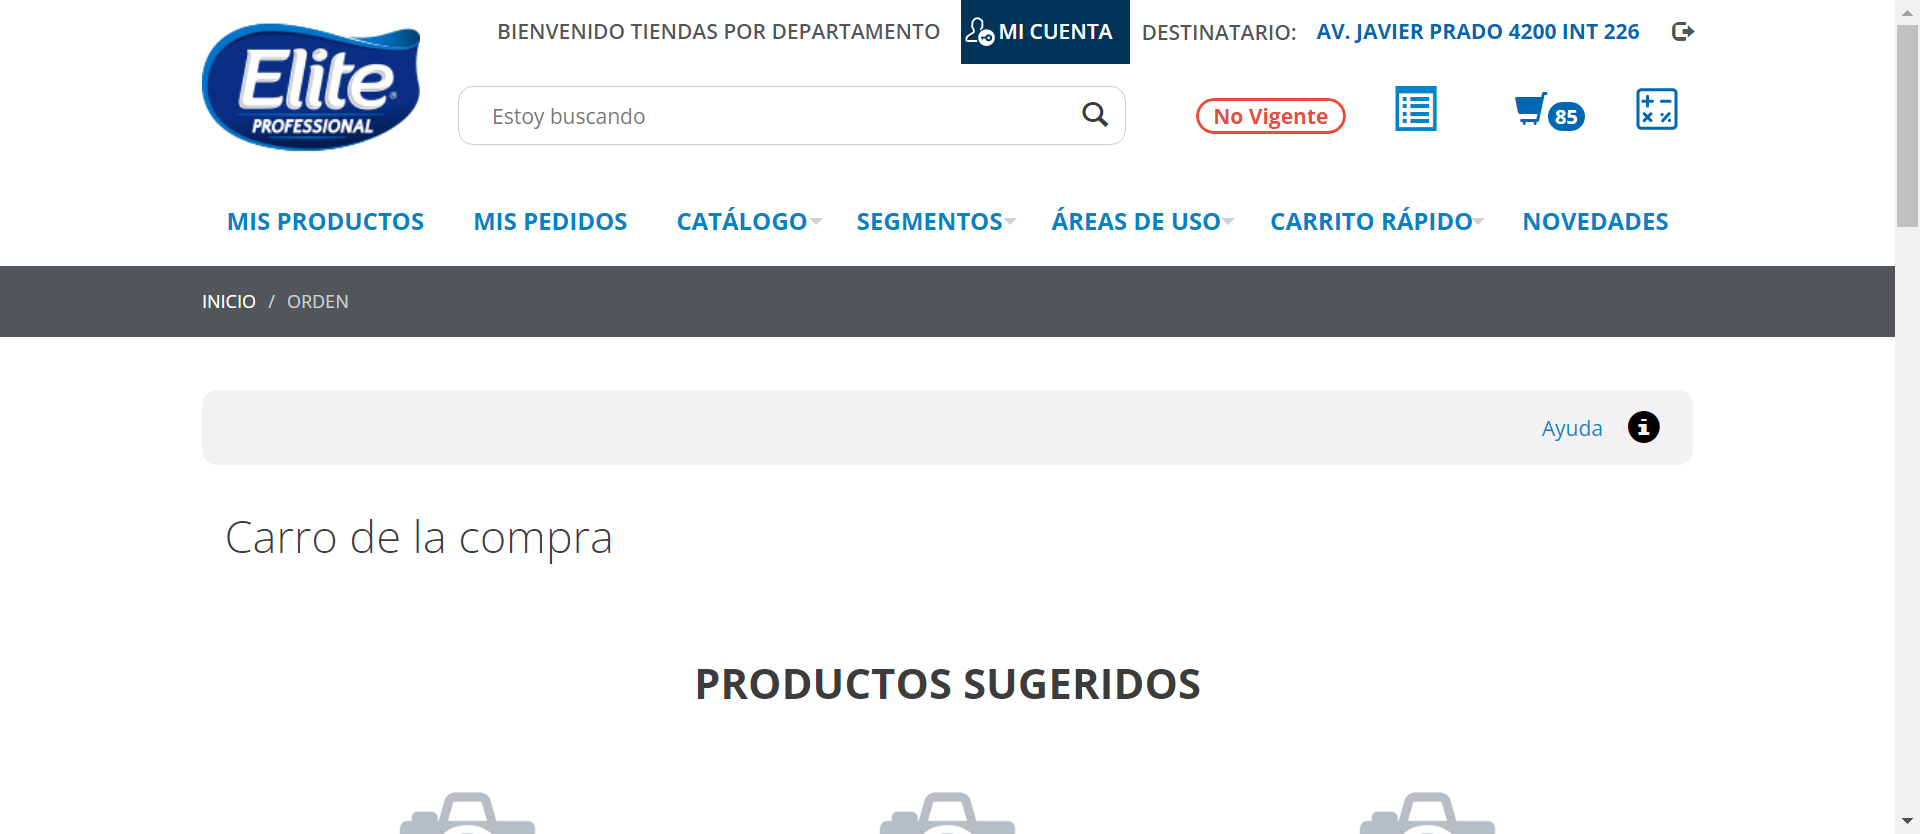 BIENVENIDO TIENDAS POR DEPARTAMENTO MI CUENTA DESTINATARIO: AV. JAVIER PRADO 4200 INT 226
Elite
PROFESSIONAL
Estoy buscando
No Vigente
85
MIS PRODUCTOS MIS PEDIDOS CATÁLOGO SEGMENTOS ÁREAS DE USO CARRITO RÁPIDO NOVEDADES
INICIO / ORDEN
Ayuda
Carro de la compra
PRODUCTOS SUGERIDOS